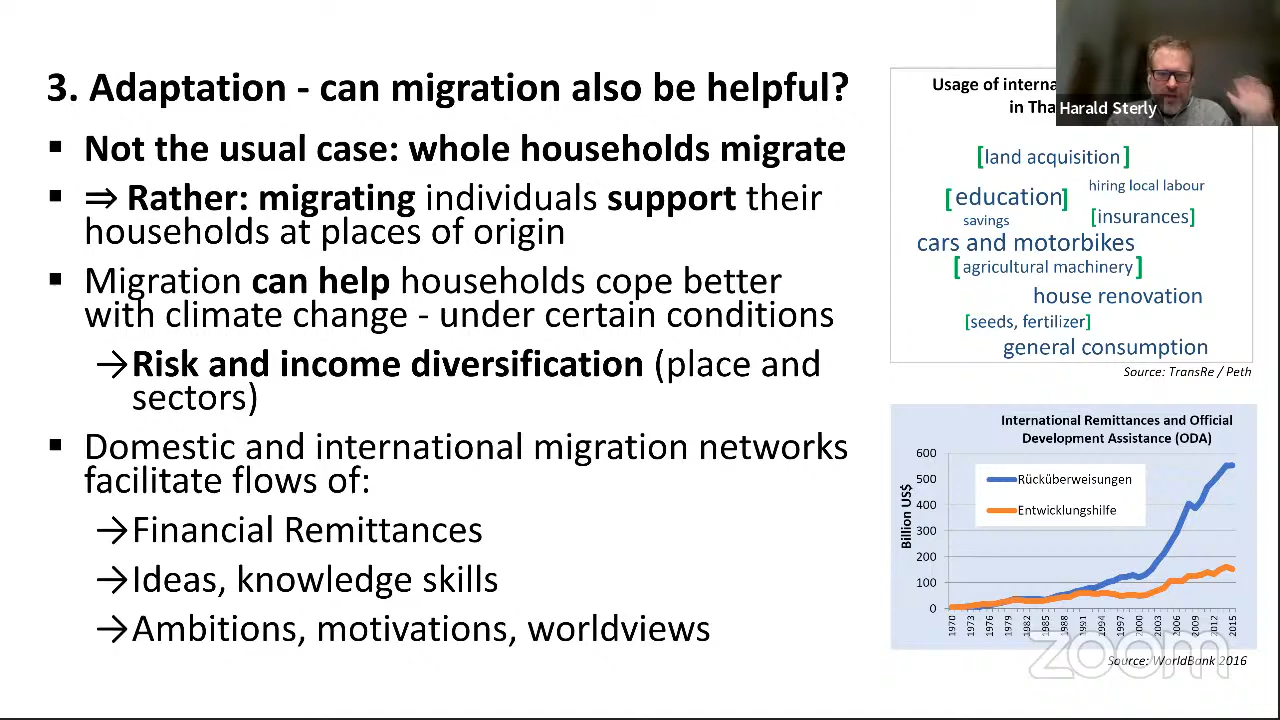 3. Adaptation - can migration also be helpful?
▪ Not the usual case: whole households migrate
▪ ⇒ Rather: migrating individuals support their
households at places of origin
▪ Migration can help households cope better
with climate change - under certain conditions
→Risk and income diversification (place and
sectors)
▪ Domestic and international migration networks
facilitate flows of:
→Financial Remittances
→Ideas, knowledge skills
→Ambitions, motivations, worldviews
Harald Sterly
Usage of
in
[land acquisition]
[education]
hiring local labour
savings
[insurances]
cars and motorbikes
[agricultural machinery]
house renovation
[seeds, fertilizer]
general consumption
Source: TransRe / Peth
International Remittances and Official
Development Assistance (ODA)
Billion US$
600
500
400
300
200
100
0
Rücküberweisungen
Entwicklungshilfe
1970
1973
1976
1979
1982
1985
1988
1991
1994
1997
2000
2003
2006
2009
2012
2015
zoom
Source: WorldBank 2016